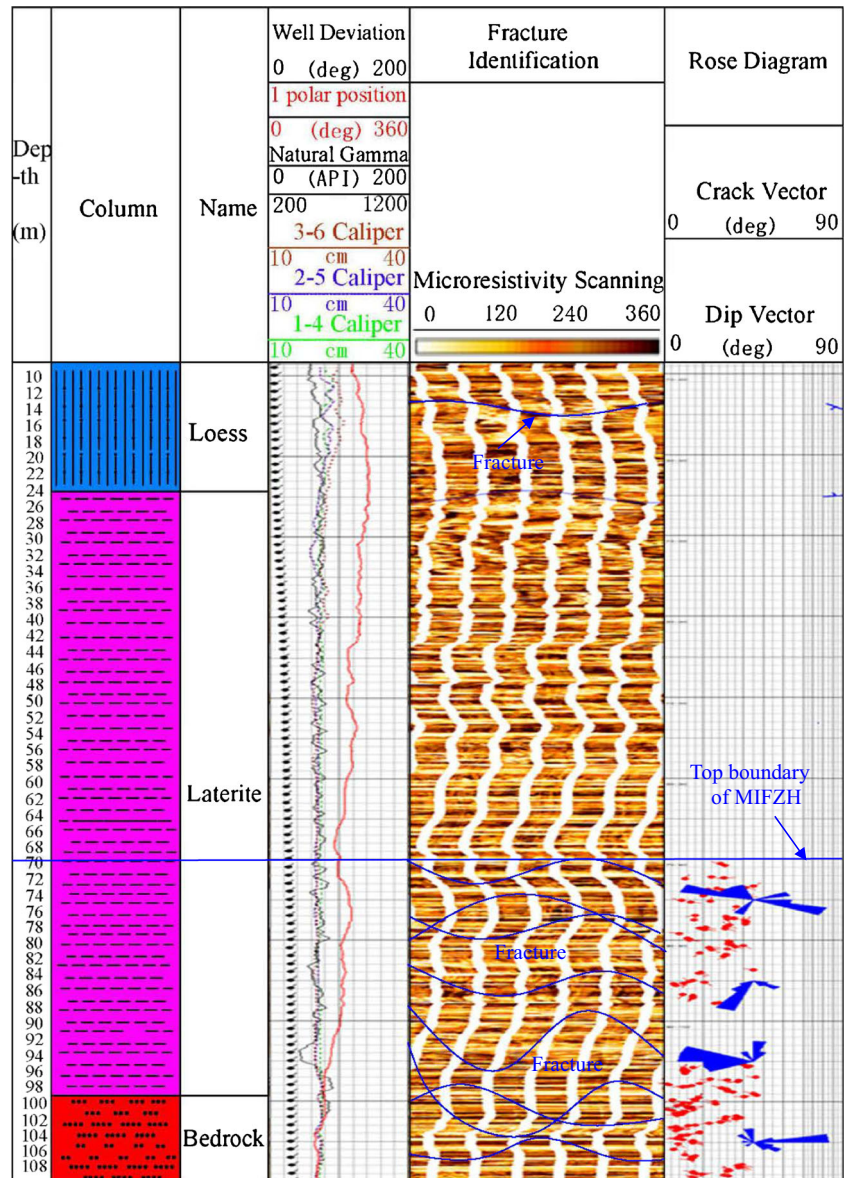 Dep
-th
(m)
Column
Name
Well Deviation
0 (deg) 200
1 polar position
0 (deg) 360
Natural Gamma
0 (API) 200
200 1200
3-6 Caliper
10 cm 40
2-5 Caliper
10 cm 40
1-4 Caliper
10 cm 40
Fracture
Identification
Microresistivity Scanning
0 120 240 360
Rose Diagram
Crack Vector
0 (deg) 90
Dip Vector
0 (deg) 90
10
12
14
16
18
20
22
24
26
28
30
32
34
36
38
40
42
44
46
48
50
52
54
56
58
60
62
64
66
68
70
72
74
76
78
80
82
84
86
88
90
92
94
96
98
100
102
104
106
108
Loess
Laterite
Bedrock
Fracture
Top boundary
of MIFZH
Fracture
Fracture